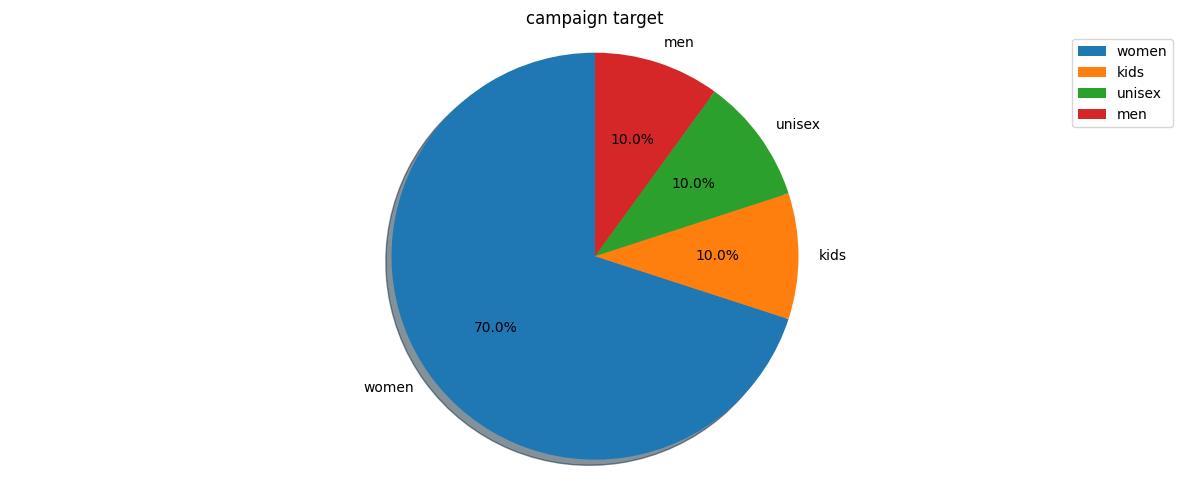 campaign target
men
unisex
kids
women
10.0%
10.0%
10.0%
70.0%
women
kids
unisex
men